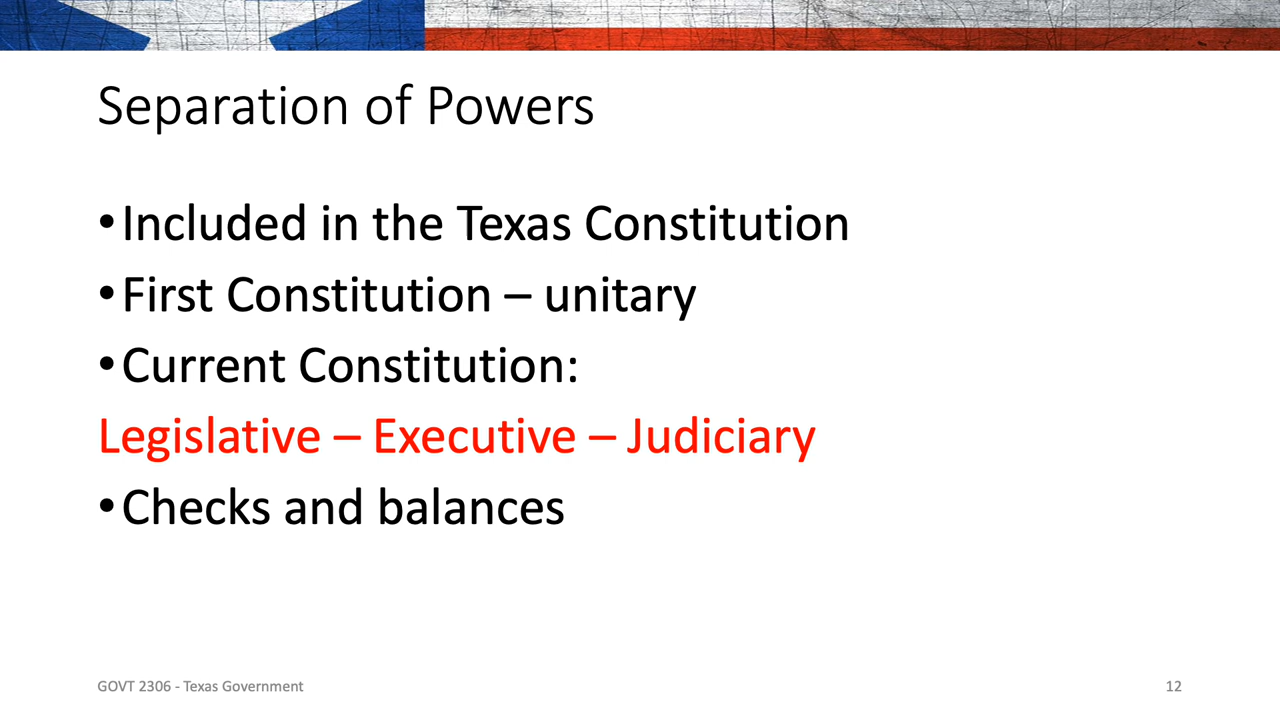 Separation of Powers
•Included in the Texas Constitution
•First Constitution – unitary
•Current Constitution:
Legislative – Executive – Judiciary
•Checks and balances
GOVT 2306 - Texas Government
12